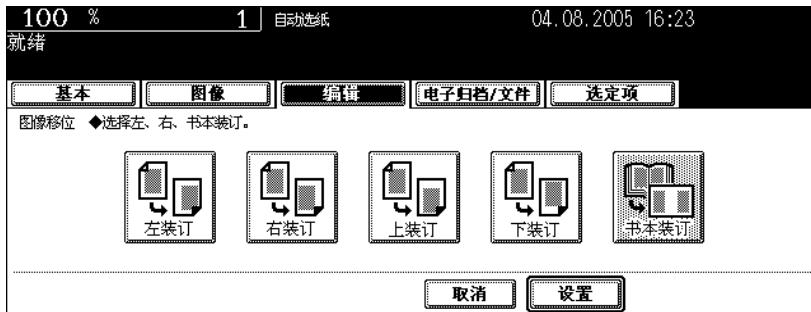 100 % 1 自动选纸 04.08.2005 16:23
就绪
基本 图像 编辑 电子归档/文件 选定项
图像移位 ◆选择左、右、书本装订。
左装订 右装订 上装订 下装订 书本装订
取消 设置